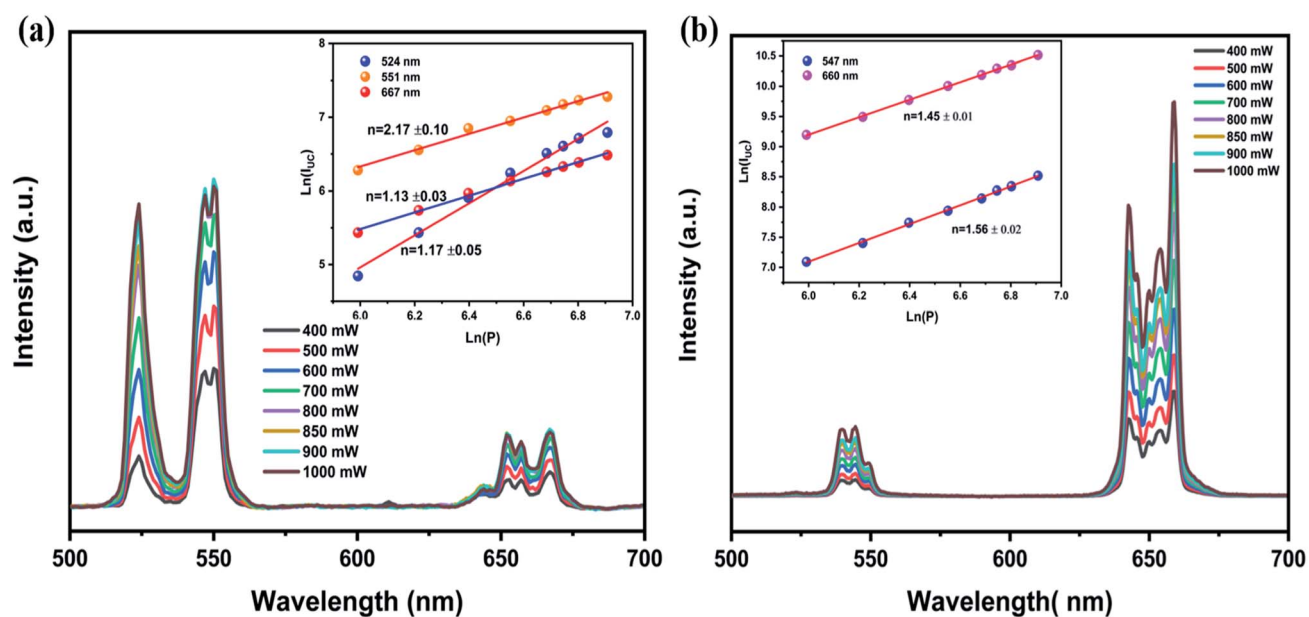 (a)
Intensity (a.u.)
Wavelength (nm)
500 550 600 650 700
400 mW
500 mW
600 mW
700 mW
800 mW
850 mW
900 mW
1000 mW
Ln(I_UC)
Ln(P)
8
7
6
5
6.0 6.2 6.4 6.6 6.8 7.0
524 nm
551 nm
667 nm
n=2.17 ±0.10
n=1.13 ±0.03
n=1.17 ±0.05
(b)
Intensity (a.u.)
Wavelength( nm)
500 550 600 650 700
400 mW
500 mW
600 mW
700 mW
800 mW
850 mW
900 mW
1000 mW
Ln(I_UC)
Ln(P)
10.5
10.0
9.5
9.0
8.5
8.0
7.5
7.0
6.0 6.2 6.4 6.6 6.8 7.0
547 nm
660 nm
n=1.45 ± 0.01
n=1.56 ± 0.02